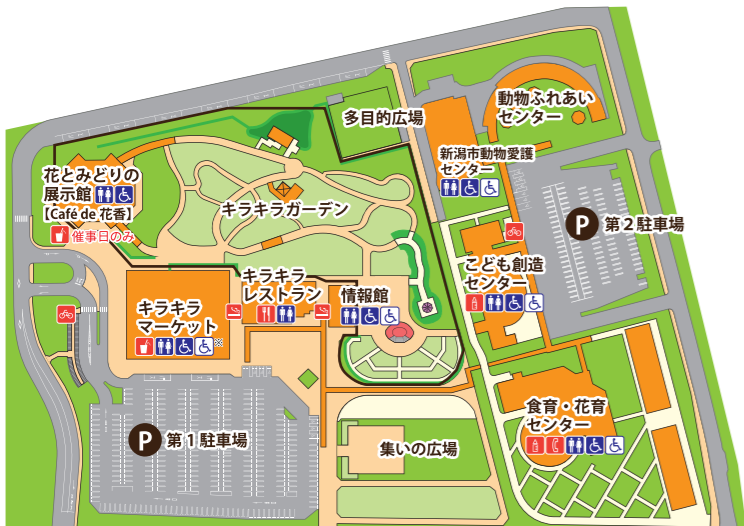 多目的広場
動物ふれあい
センター
新潟市動物愛護
センター
花とみどりの
展示館
【Café de 花香】
催事日のみ
キラキラガーデン
P 第2駐車場
こども創造
センター
キラキラ
レストラン
情報館
キラキラ
マーケット
食育・花育
センター
P 第1駐車場
集いの広場